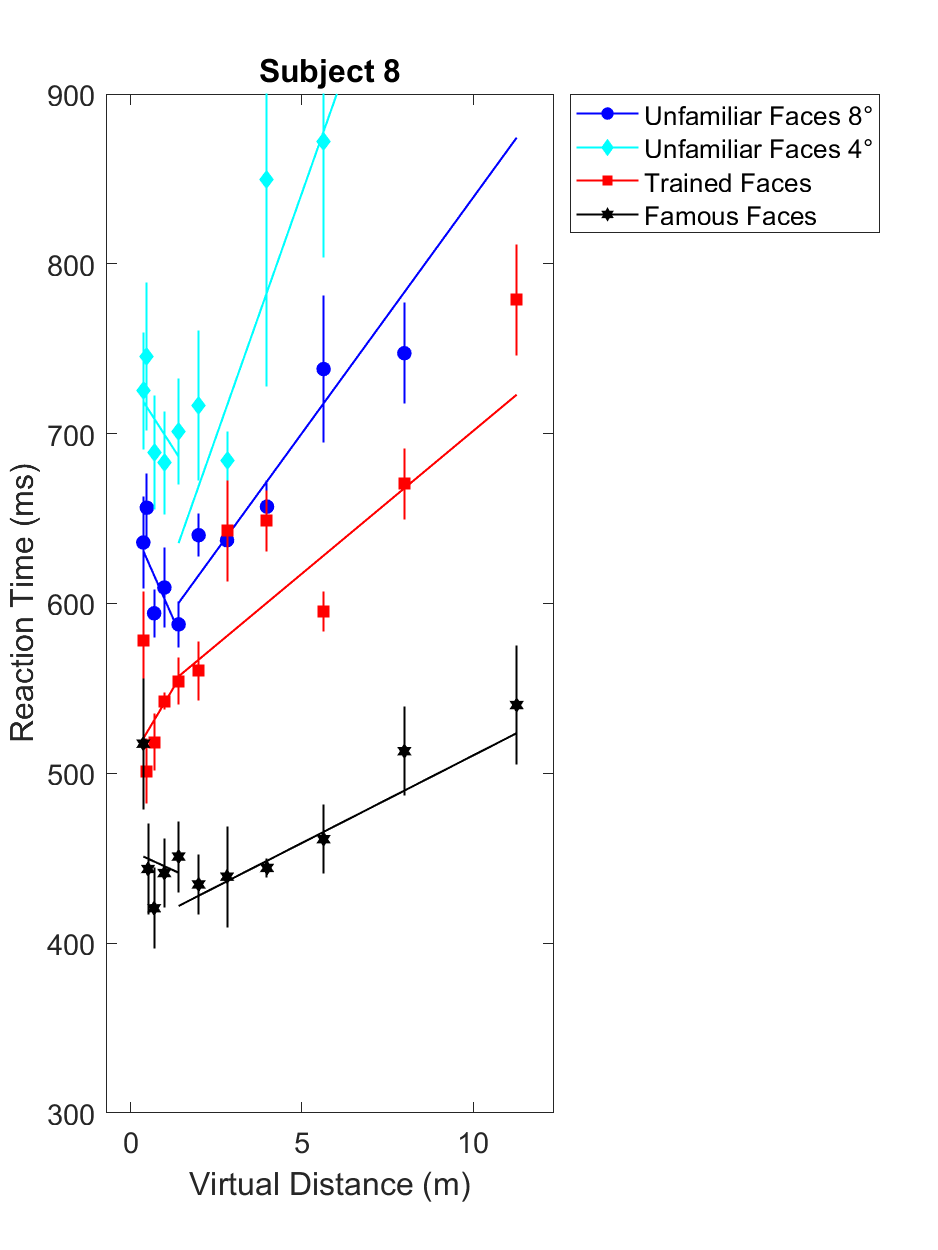 Subject 8
900
800
700
600
500
400
300
0
5
10
Reaction Time (ms)
Virtual Distance (m)
Unfamiliar Faces 8°
Unfamiliar Faces 4°
Trained Faces
Famous Faces